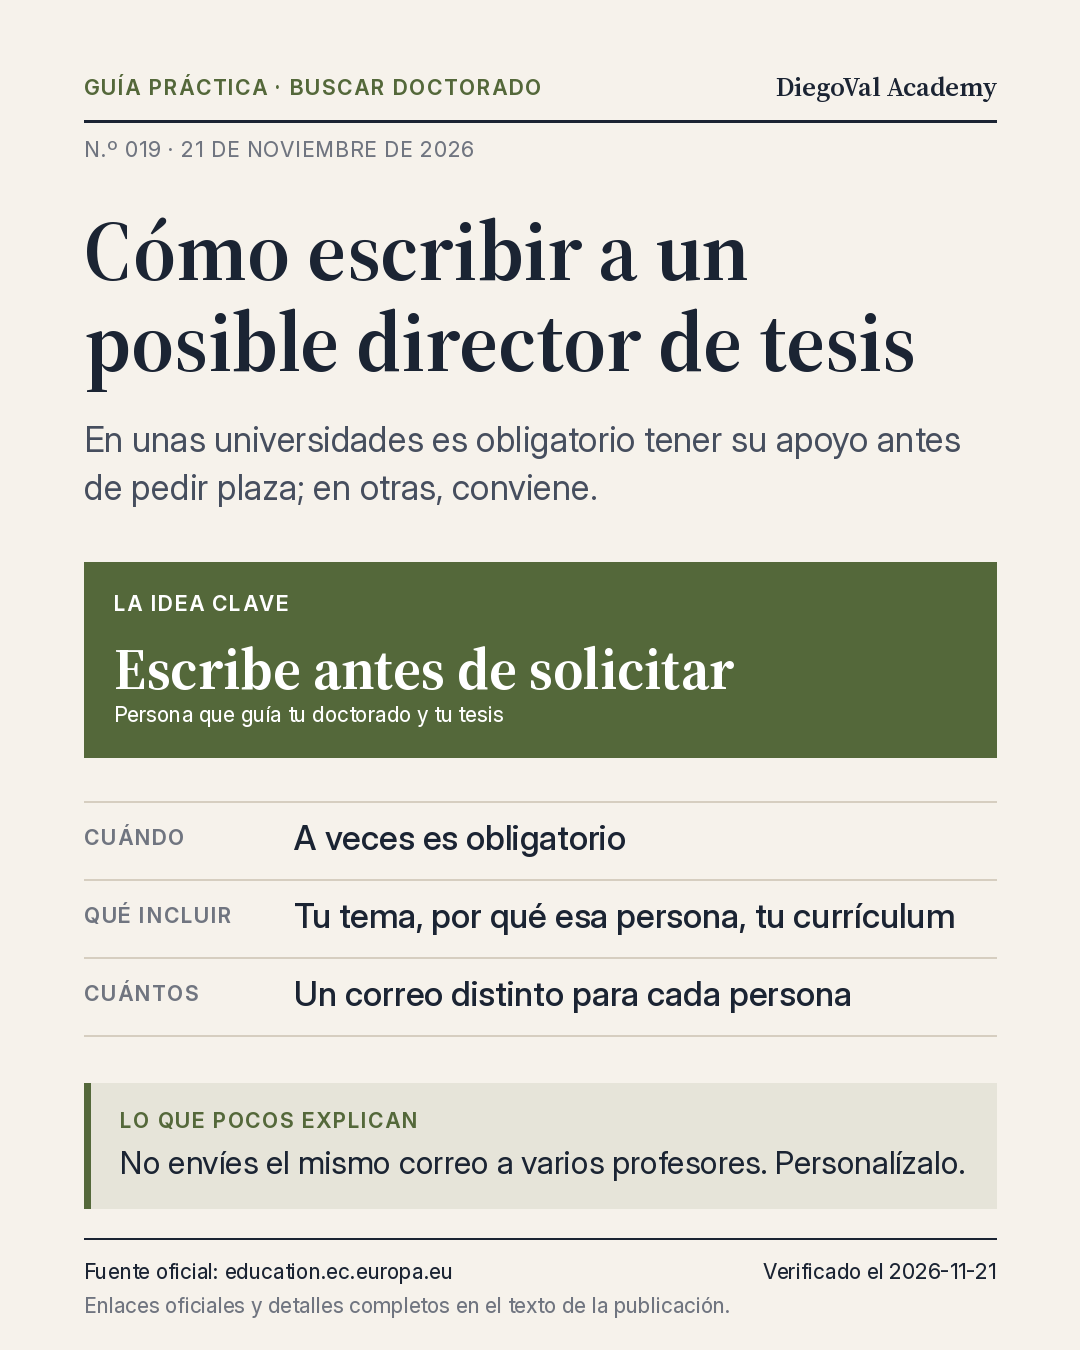 GUÍA PRÁCTICA · BUSCAR DOCTORADO
DiegoVal Academy
N.º 019 · 21 DE NOVIEMBRE DE 2026
Cómo escribir a un
posible director de tesis
En unas universidades es obligatorio tener su apoyo antes
de pedir plaza; en otras, conviene.
LA IDEA CLAVE
Escribe antes de solicitar
Persona que guía tu doctorado y tu tesis
CUÁNDO
A veces es obligatorio
QUÉ INCLUIR
Tu tema, por qué esa persona, tu currículum
CUÁNTOS
Un correo distinto para cada persona
LO QUE POCOS EXPLICAN
No envíes el mismo correo a varios profesores. Personalízalo.
Fuente oficial: education.ec.europa.eu
Verificado el 2026-11-21
Enlaces oficiales y detalles completos en el texto de la publicación.